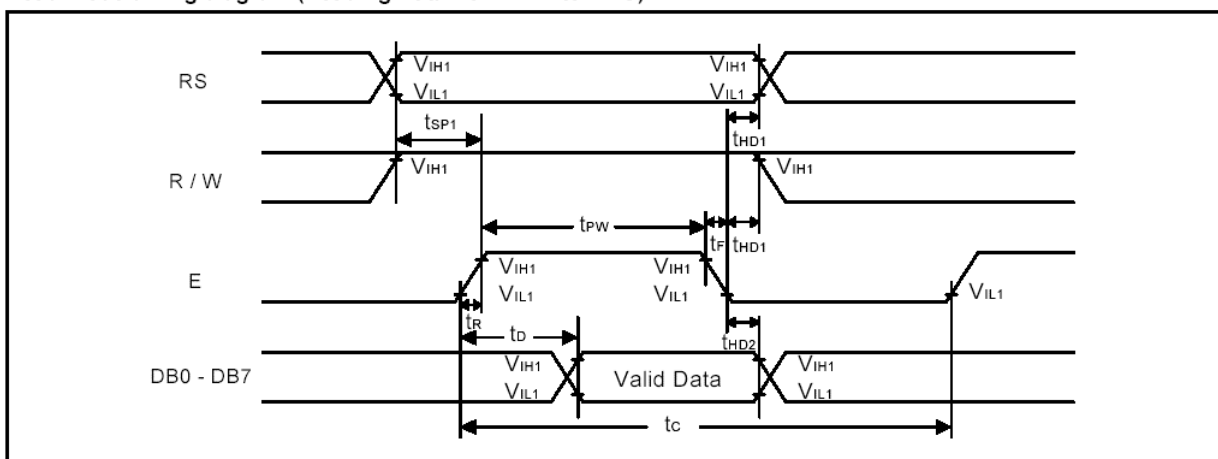 RS
VIH1 VIH1
VIL1 VIL1
tSP1 tHD1
R / W
VIH1 VIH1
tPW tF tHD1
E
VIH1 VIH1
VIL1 VIL1 VIL1
tR tD tHD2
DB0 - DB7
VIH1 Valid Data VIH1
VIL1 VIL1
tC